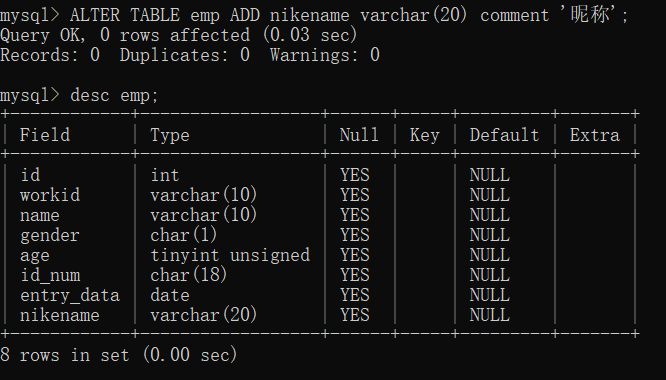 mysql> ALTER TABLE emp ADD nikename varchar(20) comment '昵称';
Query OK, 0 rows affected (0.03 sec)
Records: 0  Duplicates: 0  Warnings: 0
mysql> desc emp;
+------------+------------------+------+-----+---------+-------+
| Field      | Type             | Null | Key | Default | Extra |
+------------+------------------+------+-----+---------+-------+
| id         | int              | YES  |     | NULL    |       |
| workid     | varchar(10)      | YES  |     | NULL    |       |
| name       | varchar(10)      | YES  |     | NULL    |       |
| gender     | char(1)          | YES  |     | NULL    |       |
| age        | tinyint unsigned | YES  |     | NULL    |       |
| id_num     | char(18)         | YES  |     | NULL    |       |
| entry_data | date             | YES  |     | NULL    |       |
| nikename   | varchar(20)      | YES  |     | NULL    |       |
+------------+------------------+------+-----+---------+-------+
8 rows in set (0.00 sec)